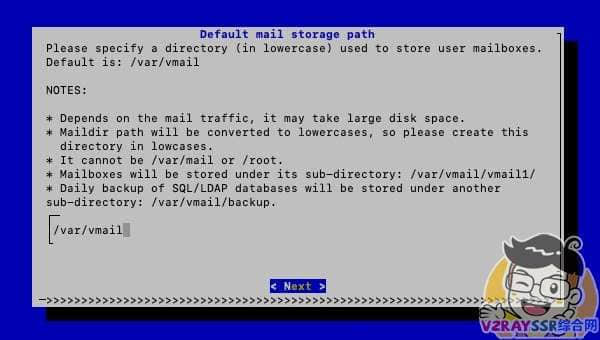 Default mail storage path
Please specify a directory (in lowercase) used to store user mailboxes.
Default is: /var/vmail
NOTES:
* Depends on the mail traffic, it may take large disk space.
* Maildir path will be converted to lowercases, so please create this
directory in lowcases.
* It cannot be /var/mail or /root.
* Mailboxes will be stored under its sub-directory: /var/vmail/vmail1/
* Daily backup of SQL/LDAP databases will be stored under another
sub-directory: /var/vmail/backup.
/var/vmail
< Next >
V2RAYSSR综合网